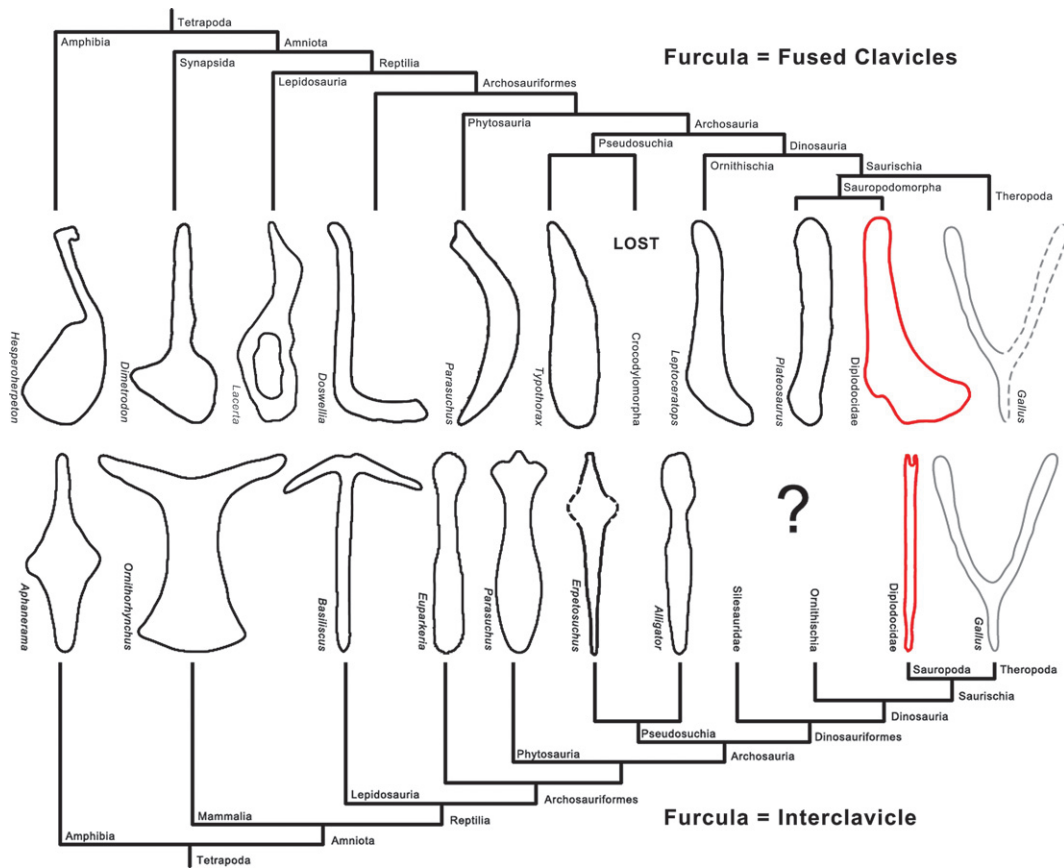 Tetrapoda
Amphibia
Amniota
Furcula = Fused Clavicles
Synapsida
Reptilia
Lepidosauria
Archosauriformes
Phytosauria
Archosauria
Pseudosuchia
Dinosauria
Ornithischia
Saurischia
Sauropodomorpha
Theropoda
LOST
Hesperoherpeton
Dimetrodon
Lacerta
Doswellia
Parasuchus
Typothorax
Crocodylomorpha
Leptoceratops
Plateosaurus
Diplodocidae
Gallus
?
Aphanerama
Ornithorhynchus
Basiliscus
Euparkeria
Parasuchus
Erpetosuchus
Alligator
Silesauridae
Ornithischia
Diplodocidae
Gallus
Sauropoda
Theropoda
Saurischia
Dinosauria
Pseudosuchia
Dinosauriformes
Phytosauria
Archosauria
Lepidosauria
Archosauriformes
Mammalia
Reptilia
Furcula = Interclavicle
Amphibia
Amniota
Tetrapoda